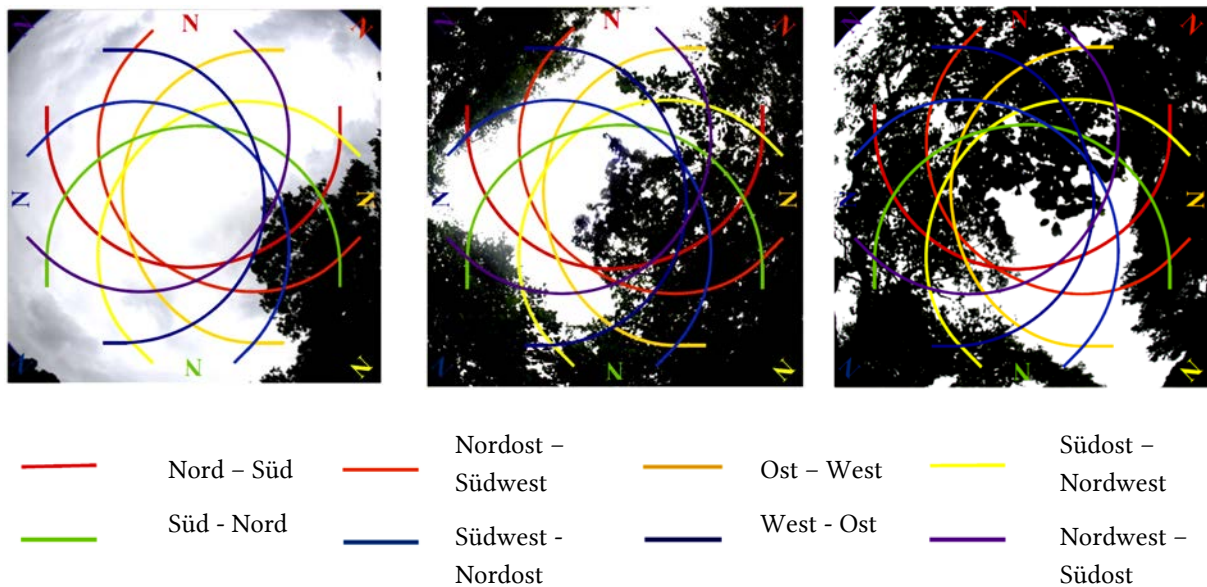 N N N N N N
N N N N N N
N N N N N N
N N N N N N
Nord – Süd
Nordost –
Südwest
Ost – West
Südost –
Nordwest
Süd - Nord
Südwest -
Nordost
West - Ost
Nordwest –
Südost